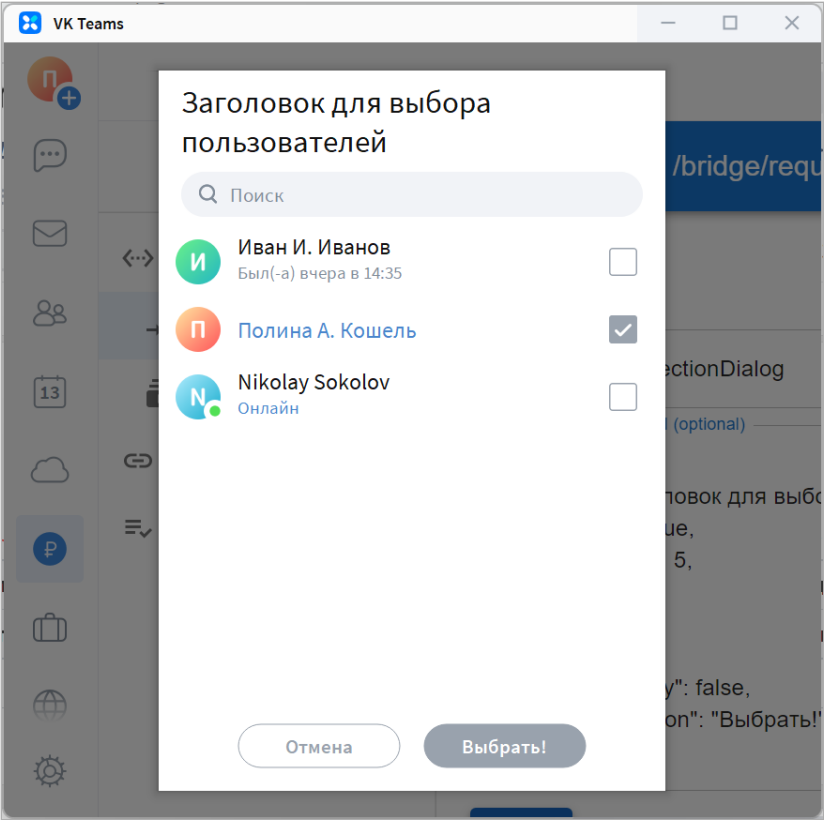 VK Teams
П
Заголовок для выбора
пользователей
/bridge/requ
Поиск
И
Иван И. Иванов
Был(-а) вчера в 14:35
П
Полина А. Кошель
ectionDialog
N
Nikolay Sokolov
Онлайн
13
(optional)
ловок для выбо
ue,
5,
₽
y": false,
on": "Выбрать!"
Отмена
Выбрать!